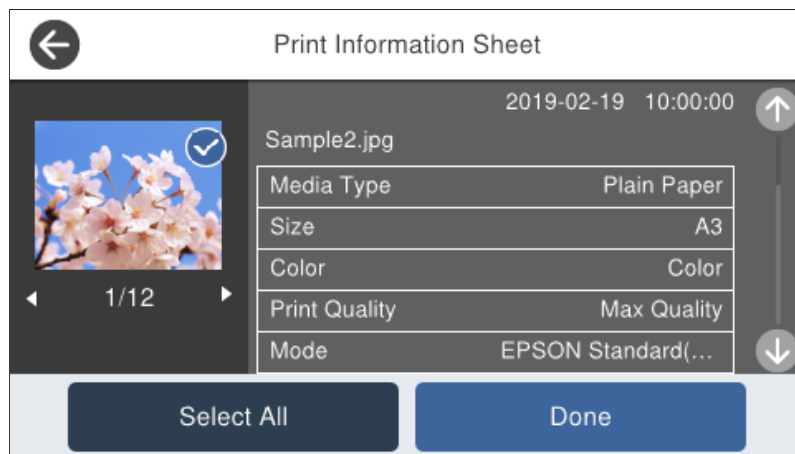 Print Information Sheet
2019-02-19 10:00:00
Sample2.jpg
Media Type Plain Paper
Size A3
Color Color
Print Quality Max Quality
Mode EPSON Standard(...
1/12
Select All
Done